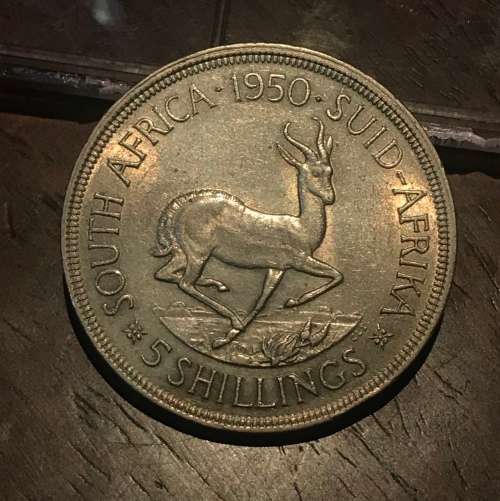 SOUTH AFRICA · 1950 · SUID-AFRIKA
5 SHILLINGS